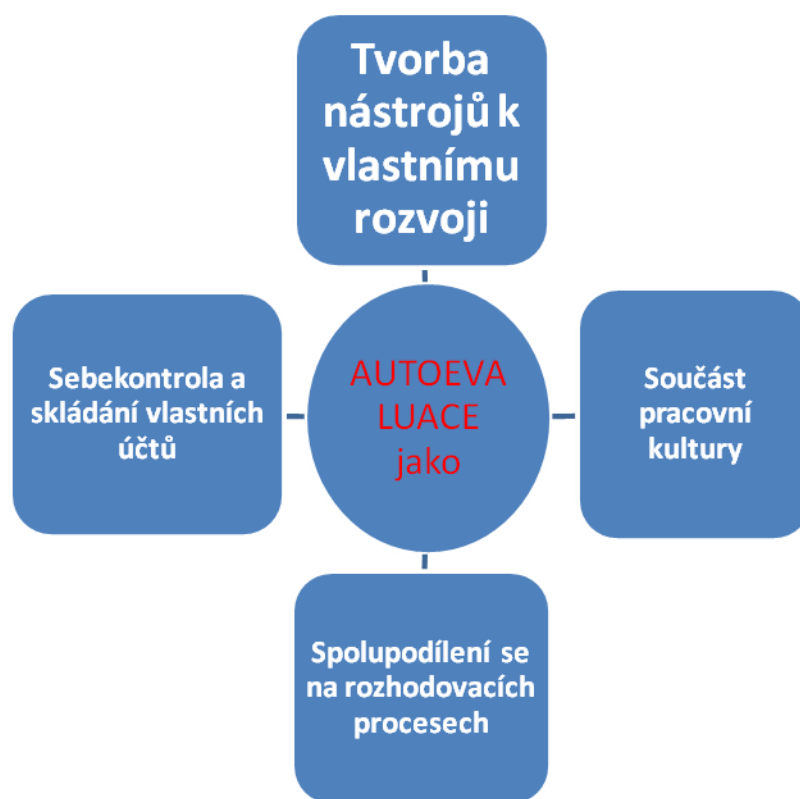 Tvorba
nástrojů k
vlastnímu
rozvoji
Sebekontrola a
skládání vlastních
účtů
AUTOEVA
LUACE
jako
Součást
pracovní
kultury
Spolupodílení se
na rozhodovacích
procesech